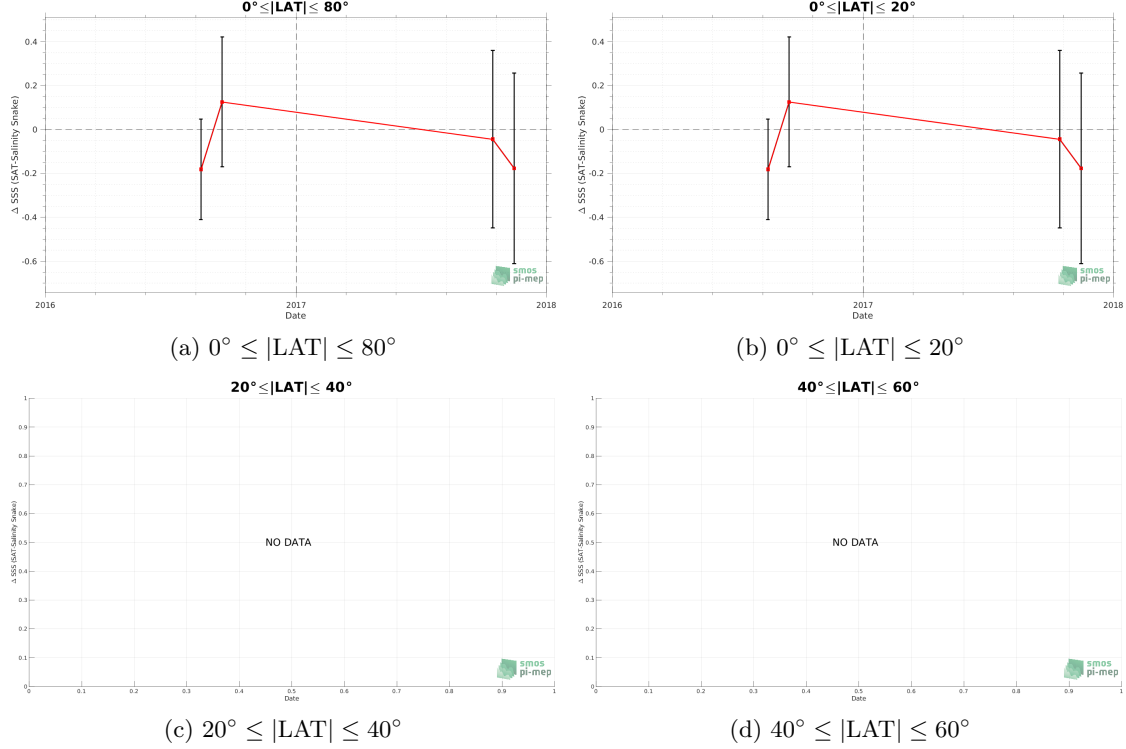 0°≤|LAT|≤ 80°
0.4
0.2
0
-0.2
-0.4
-0.6
Δ SSS (SAT-Salinity Snake)
2016
2017
2018
Date
smos
pi-mep
(a) 0° ≤ |LAT| ≤ 80°
0°≤|LAT|≤ 20°
0.4
0.2
0
-0.2
-0.4
-0.6
Δ SSS (SAT-Salinity Snake)
2016
2017
2018
Date
smos
pi-mep
(b) 0° ≤ |LAT| ≤ 20°
20°≤|LAT|≤ 40°
1
0.9
0.8
0.7
0.6
0.5
0.4
0.3
0.2
0.1
0
Δ SSS (SAT-Salinity Snake)
NO DATA
0
0.1
0.2
0.3
0.4
0.5
0.6
0.7
0.8
0.9
1
Date
smos
pi-mep
(c) 20° ≤ |LAT| ≤ 40°
40°≤|LAT|≤ 60°
1
0.9
0.8
0.7
0.6
0.5
0.4
0.3
0.2
0.1
0
Δ SSS (SAT-Salinity Snake)
NO DATA
0
0.1
0.2
0.3
0.4
0.5
0.6
0.7
0.8
0.9
1
Date
smos
pi-mep
(d) 40° ≤ |LAT| ≤ 60°